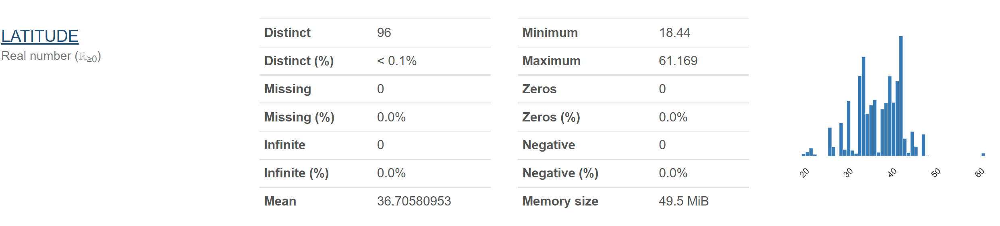 LATITUDE
Real number (ℝ≥0)
Distinct 96
Distinct (%) < 0.1%
Missing 0
Missing (%) 0.0%
Infinite 0
Infinite (%) 0.0%
Mean 36.70580953
Minimum 18.44
Maximum 61.169
Zeros 0
Zeros (%) 0.0%
Negative 0
Negative (%) 0.0%
Memory size 49.5 MiB
20 30 40 50 60